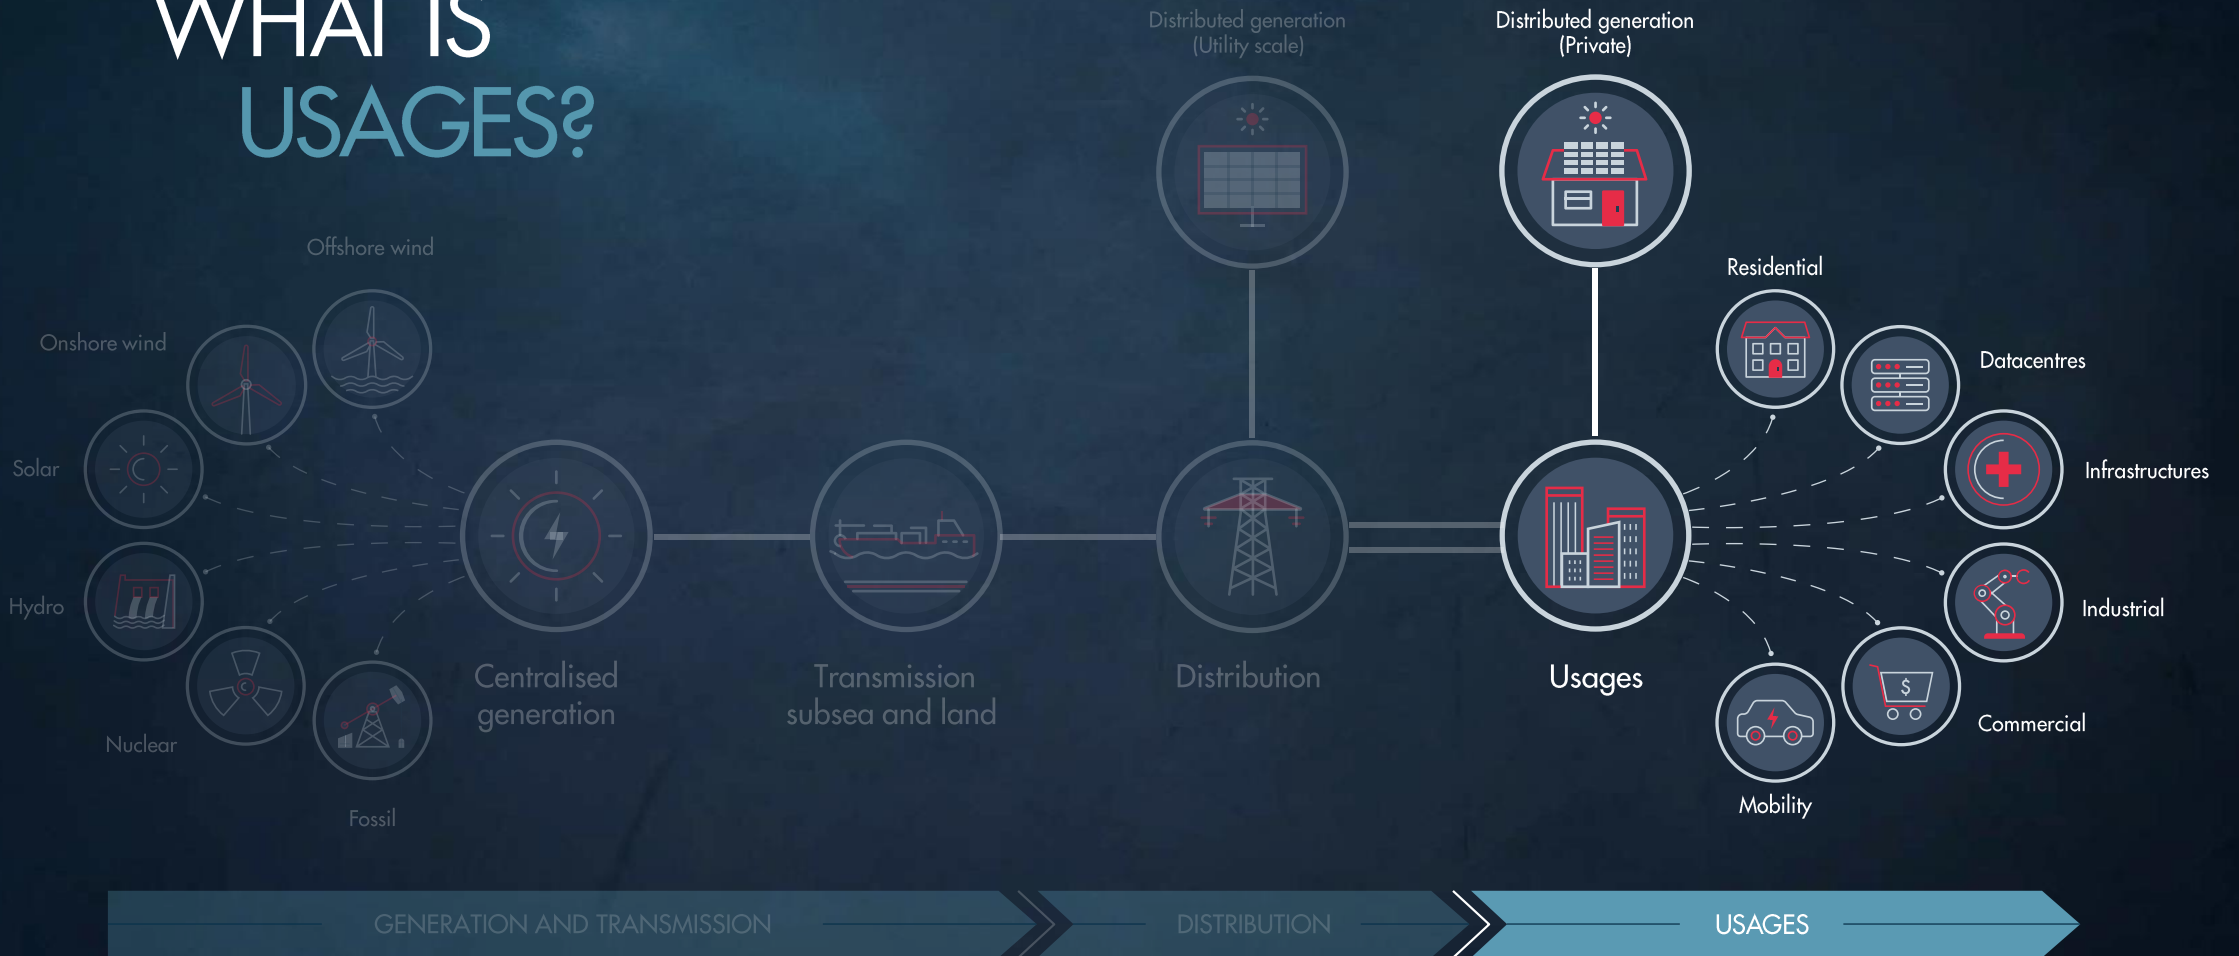 WHAT IS
USAGES?
Distributed generation
(Utility scale)
Distributed generation
(Private)
Offshore wind
Onshore wind
Solar
Hydro
Nuclear
Fossil
Centralised
generation
Transmission
subsea and land
Distribution
Usages
Residential
Datacentres
Infrastructures
Industrial
Commercial
$
Mobility
GENERATION AND TRANSMISSION
DISTRIBUTION
USAGES